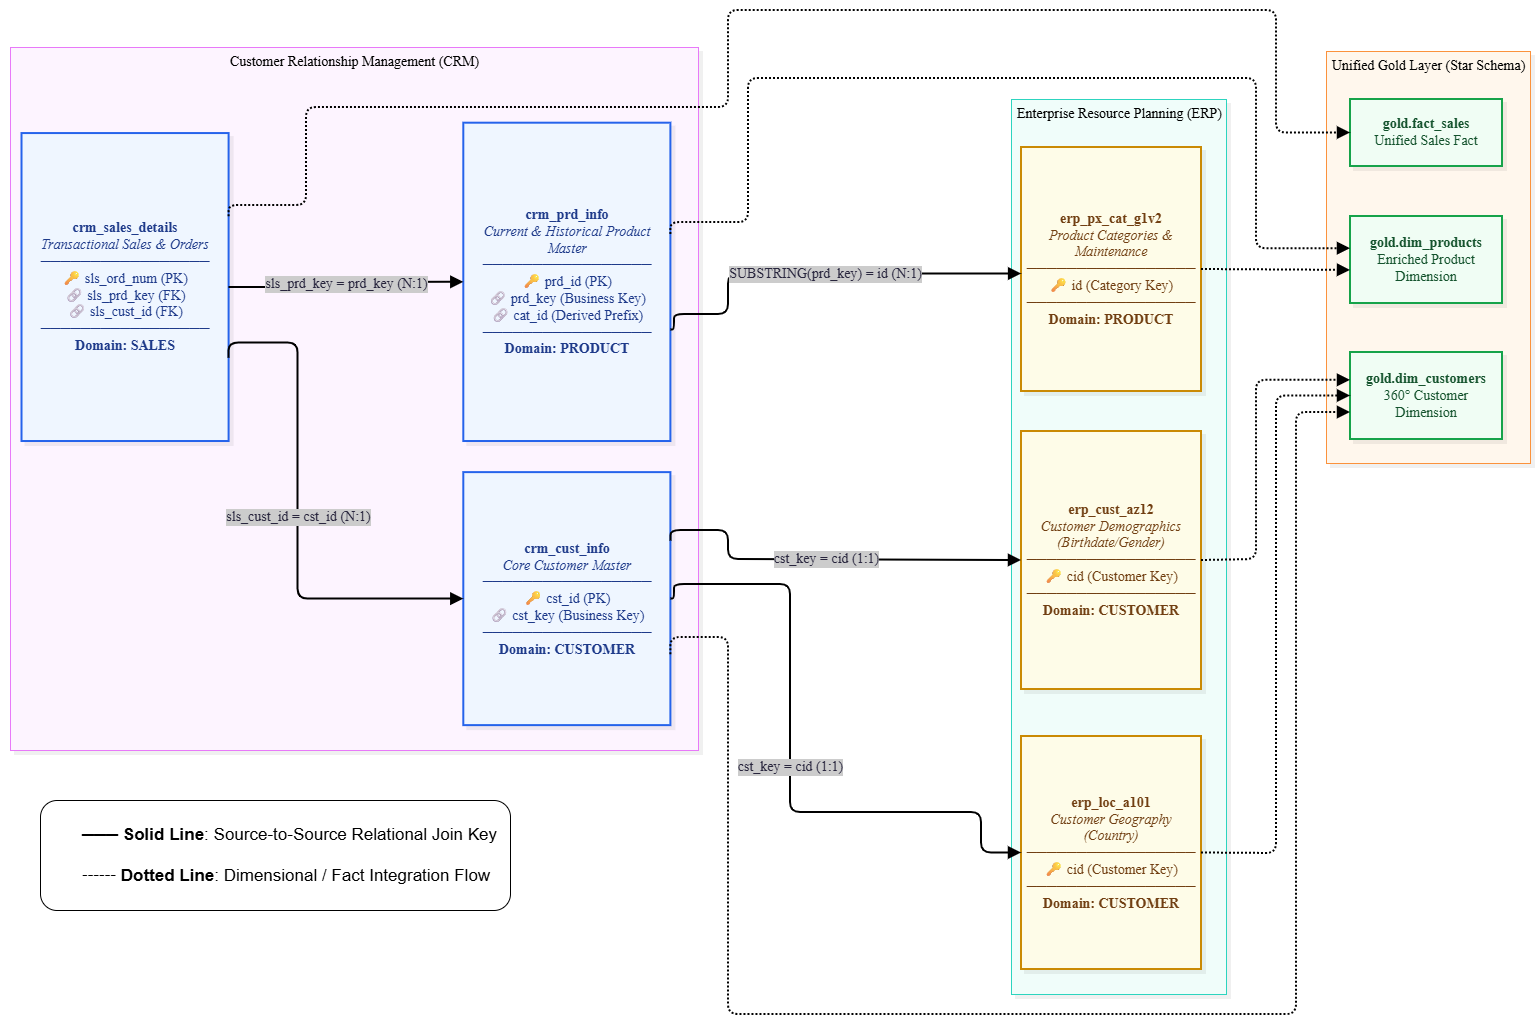 Customer Relationship Management (CRM)
crm_sales_details
Transactional Sales & Orders
🔑 sls_ord_num (PK)
🔗 sls_prd_key (FK)
🔗 sls_cust_id (FK)
Domain: SALES
sls_prd_key = prd_key (N:1)
sls_cust_id = cst_id (N:1)
crm_prd_info
Current & Historical Product
Master
🔑 prd_id (PK)
🔗 prd_key (Business Key)
🔗 cat_id (Derived Prefix)
Domain: PRODUCT
crm_cust_info
Core Customer Master
🔑 cst_id (PK)
🔗 cst_key (Business Key)
Domain: CUSTOMER
SUBSTRING(prd_key) = id (N:1)
cst_key = cid (1:1)
cst_key = cid (1:1)
Enterprise Resource Planning (ERP)
erp_px_cat_g1v2
Product Categories &
Maintenance
🔑 id (Category Key)
Domain: PRODUCT
erp_cust_az12
Customer Demographics
(Birthdate/Gender)
🔑 cid (Customer Key)
Domain: CUSTOMER
erp_loc_a101
Customer Geography
(Country)
🔑 cid (Customer Key)
Domain: CUSTOMER
Unified Gold Layer (Star Schema)
gold.fact_sales
Unified Sales Fact
gold.dim_products
Enriched Product
Dimension
gold.dim_customers
360° Customer
Dimension
Solid Line: Source-to-Source Relational Join Key
------ Dotted Line: Dimensional / Fact Integration Flow